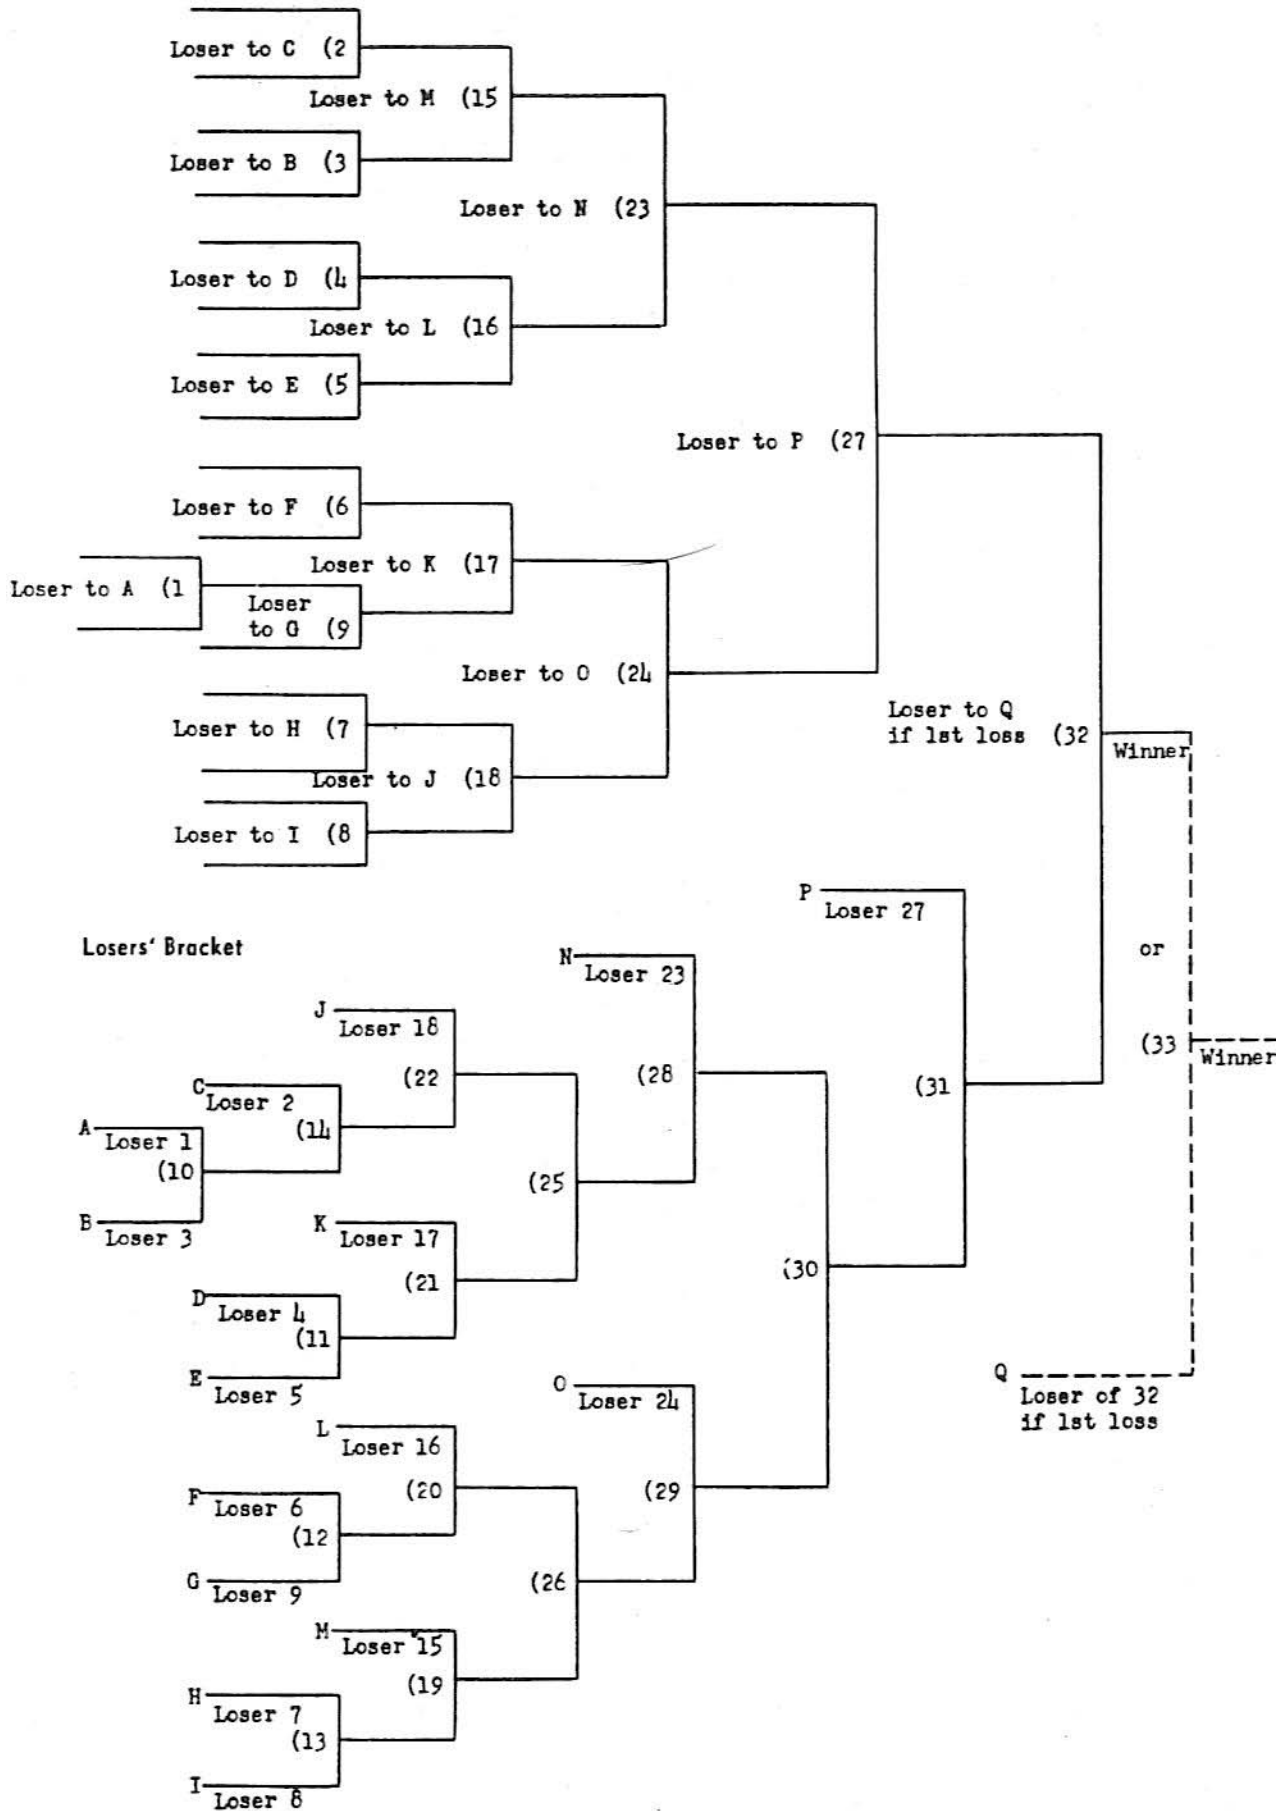 Loser to C (2
Loser to M (15
Loser to B (3
Loser to N (23
Loser to D (4
Loser to L (16
Loser to E (5
Loser to P (27
Loser to F (6
Loser to K (17
Loser to A (1
Loser
to G (9
Loser to O (24
Loser to H (7
Loser to Q
if 1st loss (32
Winner
Loser to J (18
Loser to I (8
P
Loser 27
Losers' Bracket
or
N
Loser 23
J
Loser 18
(33
Winner
(22
(28
(31
C
Loser 2
A
Loser 1
(14
(10
(25
B
Loser 3
K
Loser 17
(30
(21
D
Loser 4
(11
E
Loser 5
O
Loser 24
Q
Loser of 32
if 1st loss
L
Loser 16
(20
(29
F
Loser 6
(12
G
Loser 9
(26
M
Loser 15
(19
H
Loser 7
(13
I
Loser 8